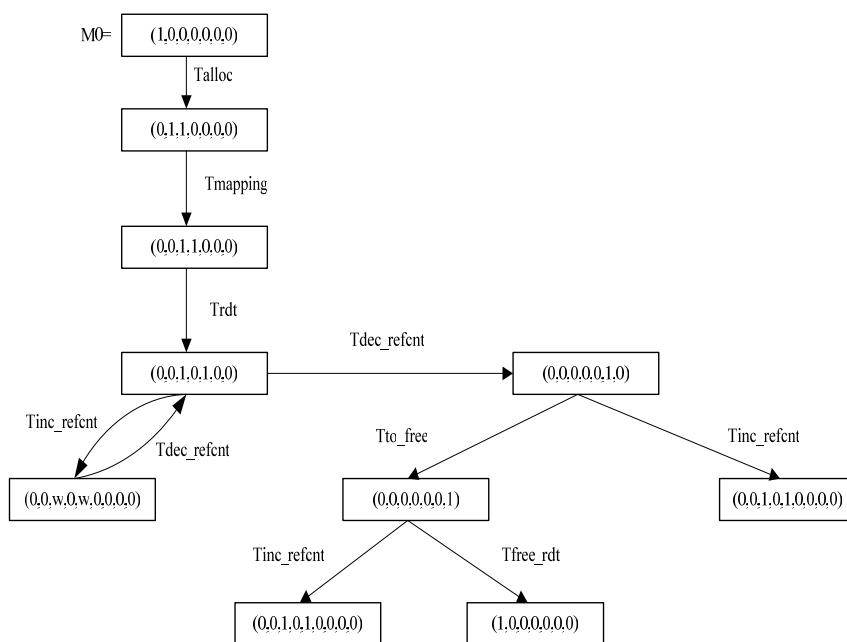 M0= (1,0,0,0,0,0,0)
Talloc
(0,1,1,0,0,0,0)
Tmapping
(0,0,1,1,0,0,0)
Trdt
Tdec_refcnt
(0,0,1,0,1,0,0) (0,0,0,0,0,1,0)
Tinc_refcnt Tto_free Tinc_refcnt
Tdec_refcnt
(0,0,w,0,w,0,0,0,0) (0,0,0,0,0,0,1) (0,0,1,0,1,0,0,0,0)
Tinc_refcnt Tfree_rdt
(0,0,1,0,1,0,0,0,0) (1,0,0,0,0,0,0)